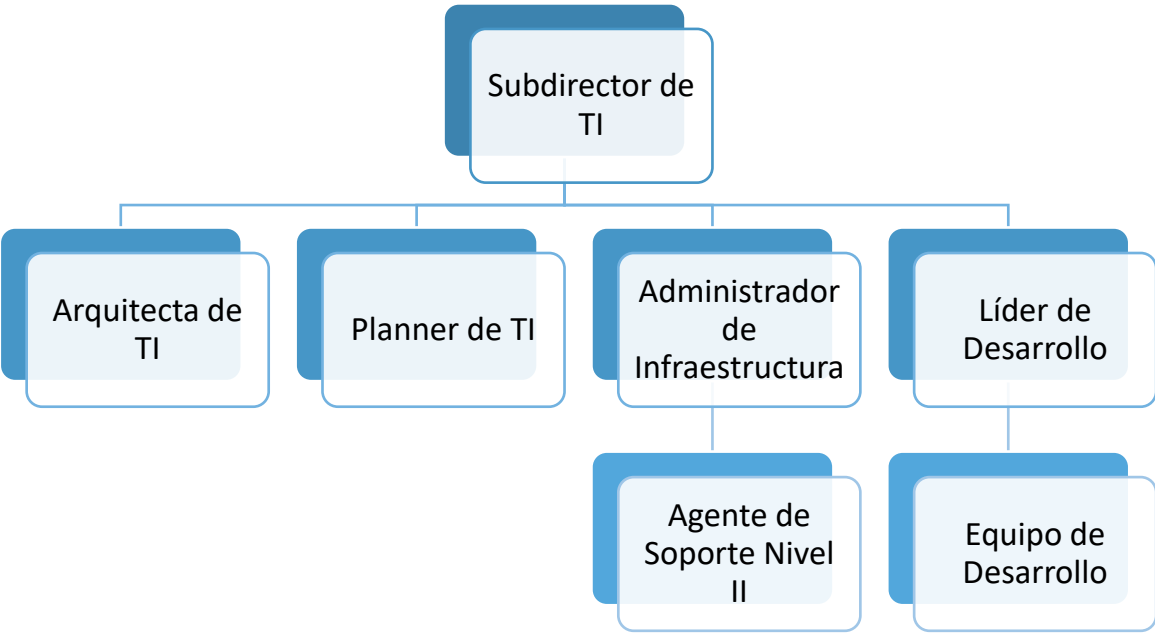 Subdirector de
TI
Arquitecta de
TI
Planner de TI
Administrador
de
Infraestructura
Líder de
Desarrollo
Agente de
Soporte Nivel
II
Equipo de
Desarrollo